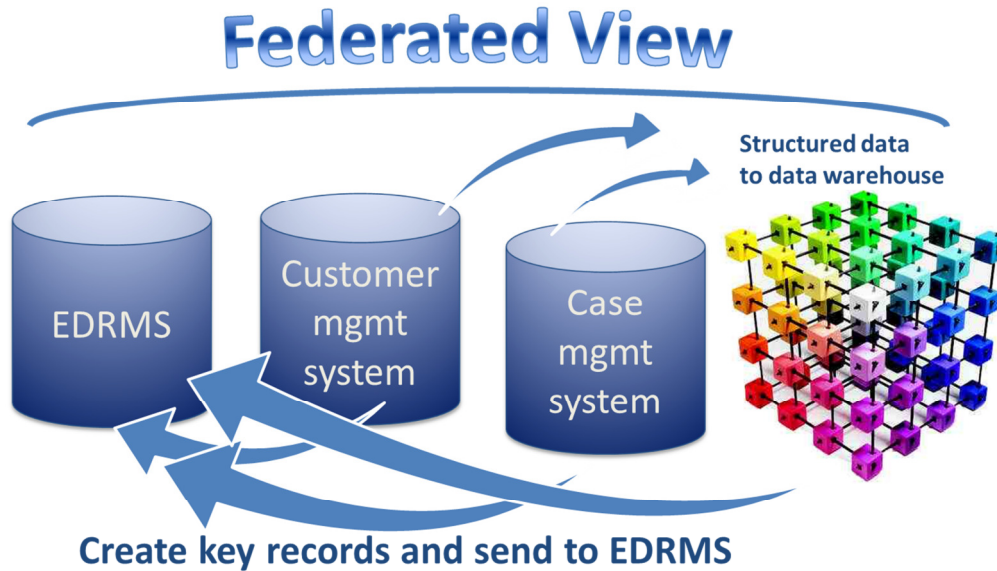 Federated View
Structured data
to data warehouse
EDRMS
Customer
mgmt
system
Case
mgmt
system
Create key records and send to EDRMS